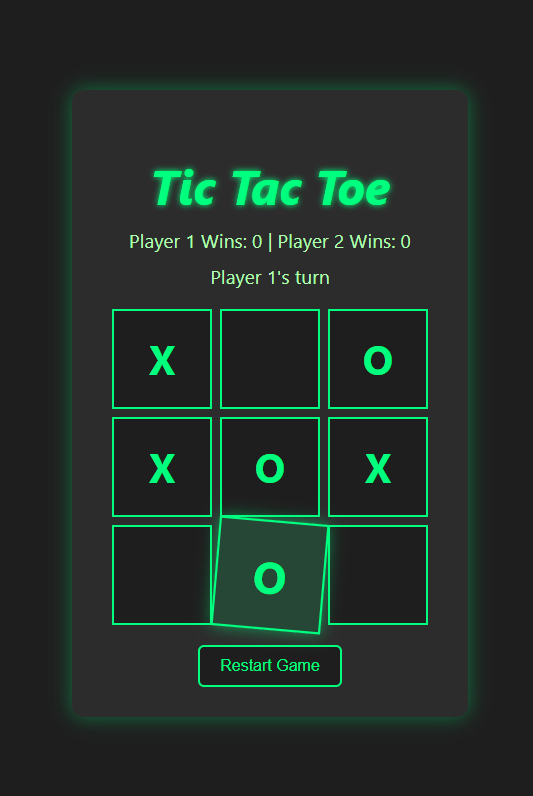 Tic Tac Toe
Player 1 Wins: 0 | Player 2 Wins: 0
Player 1's turn
X O
X O X
O
Restart Game